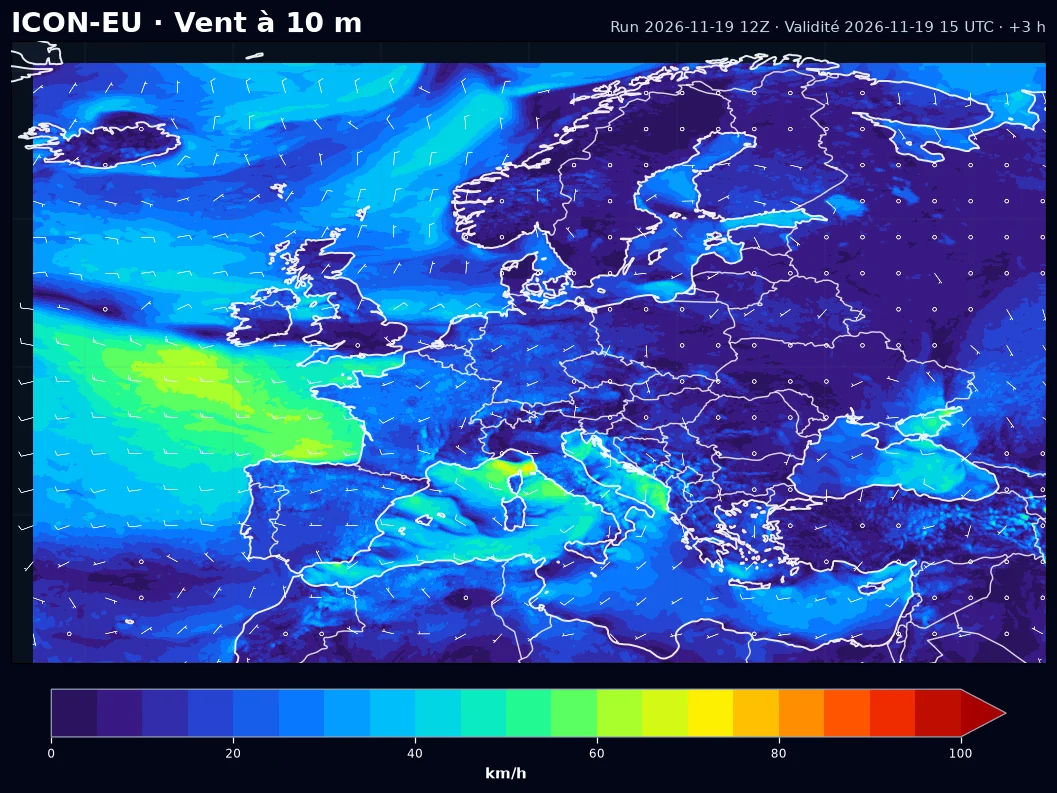 ICON-EU · Vent à 10 m
Run 2026-11-19 12Z · Validité 2026-11-19 15 UTC · +3 h
0 20 40 60 80 100
km/h